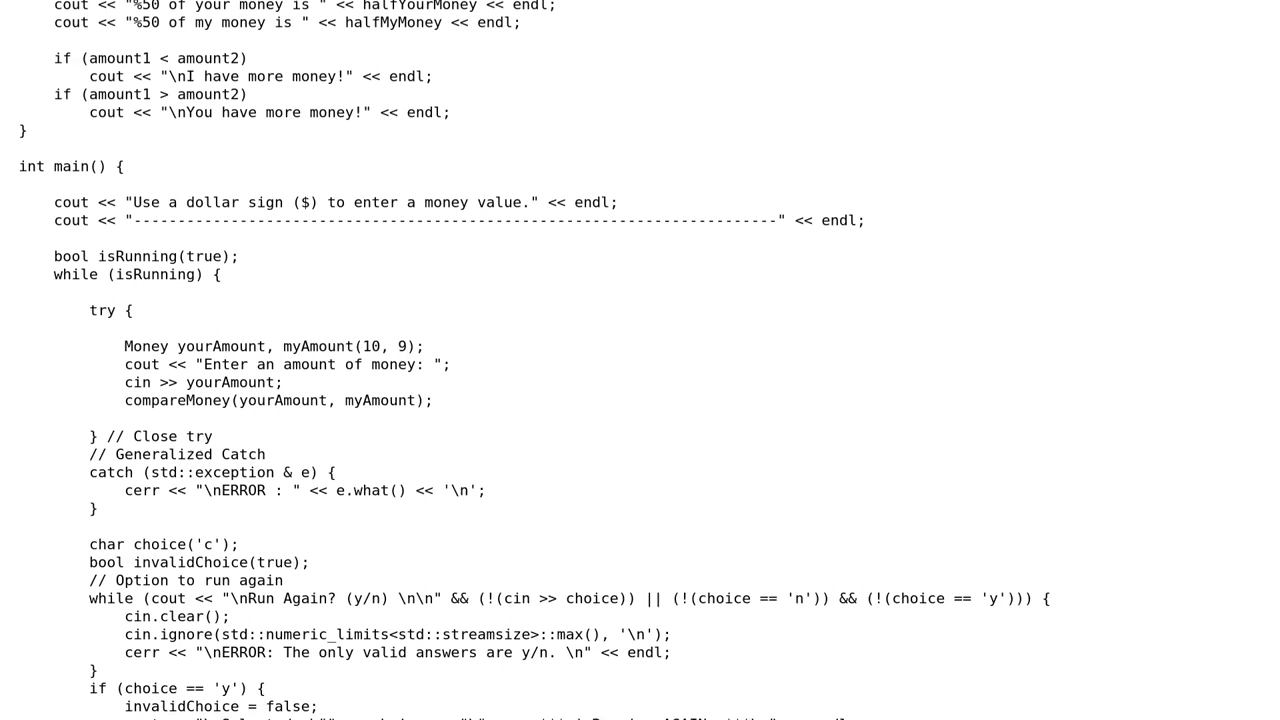 cout << "%50 of your money is " << halfYourMoney << endl;
    cout << "%50 of my money is " << halfMyMoney << endl;

    if (amount1 < amount2)
        cout << "\nI have more money!" << endl;
    if (amount1 > amount2)
        cout << "\nYou have more money!" << endl;
}

int main() {

    cout << "Use a dollar sign ($) to enter a money value." << endl;
    cout << "-------------------------------------------------------------------------" << endl;

    bool isRunning(true);
    while (isRunning) {

        try {

            Money yourAmount, myAmount(10, 9);
            cout << "Enter an amount of money: ";
            cin >> yourAmount;
            compareMoney(yourAmount, myAmount);

        } // Close try
        // Generalized Catch
        catch (std::exception & e) {
            cerr << "\nERROR : " << e.what() << '\n';
        }

        char choice('c');
        bool invalidChoice(true);
        // Option to run again
        while (cout << "\nRun Again? (y/n) \n\n" && (!(cin >> choice)) || (!(choice == 'n')) && (!(choice == 'y'))) {
            cin.clear();
            cin.ignore(std::numeric_limits<std::streamsize>::max(), '\n');
            cerr << "\nERROR: The only valid answers are y/n. \n" << endl;
        }
        if (choice == 'y') {
            invalidChoice = false;